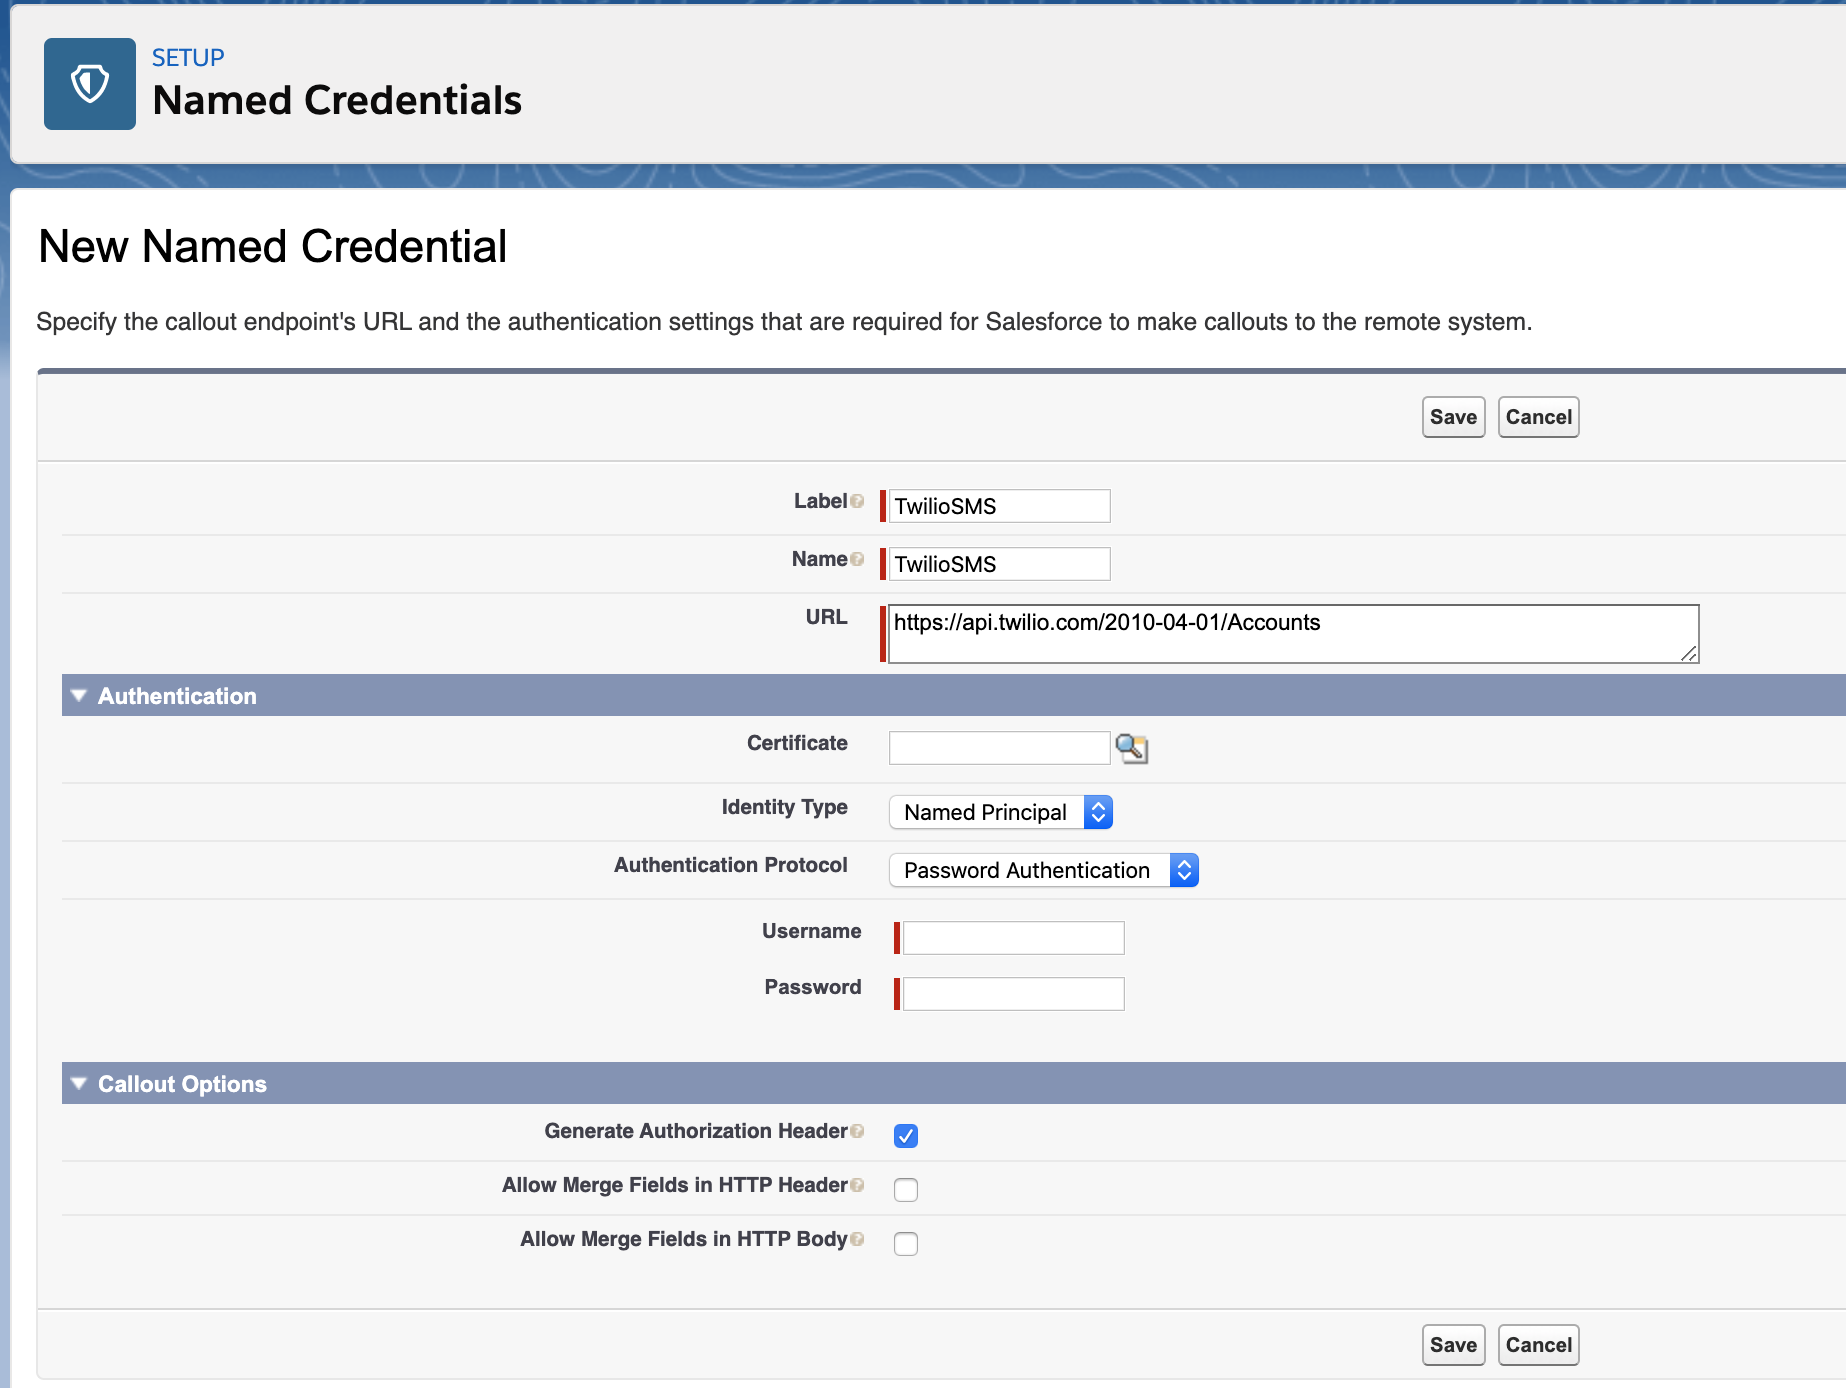 SETUP
Named Credentials
New Named Credential
Specify the callout endpoint's URL and the authentication settings that are required for Salesforce to make callouts to the remote system.
Save Cancel
Label TwilioSMS
Name TwilioSMS
URL https://api.twilio.com/2010-04-01/Accounts
Authentication
Certificate
Identity Type Named Principal
Authentication Protocol Password Authentication
Username
Password
Callout Options
Generate Authorization Header
Allow Merge Fields in HTTP Header
Allow Merge Fields in HTTP Body
Save Cancel